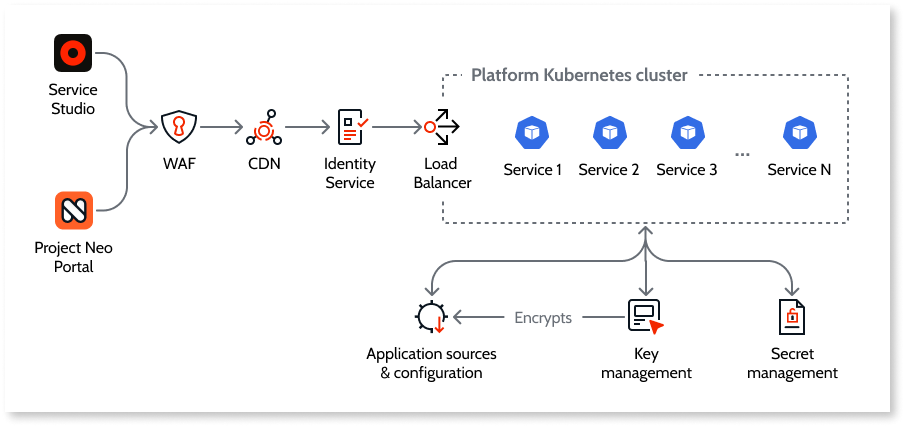 Service
Studio
Project Neo
Portal
WAF
CDN
Identity
Service
Load
Balancer
Platform Kubernetes cluster
Service 1
Service 2
Service 3
...
Service N
Application sources
& configuration
Encrypts
Key
management
Secret
management